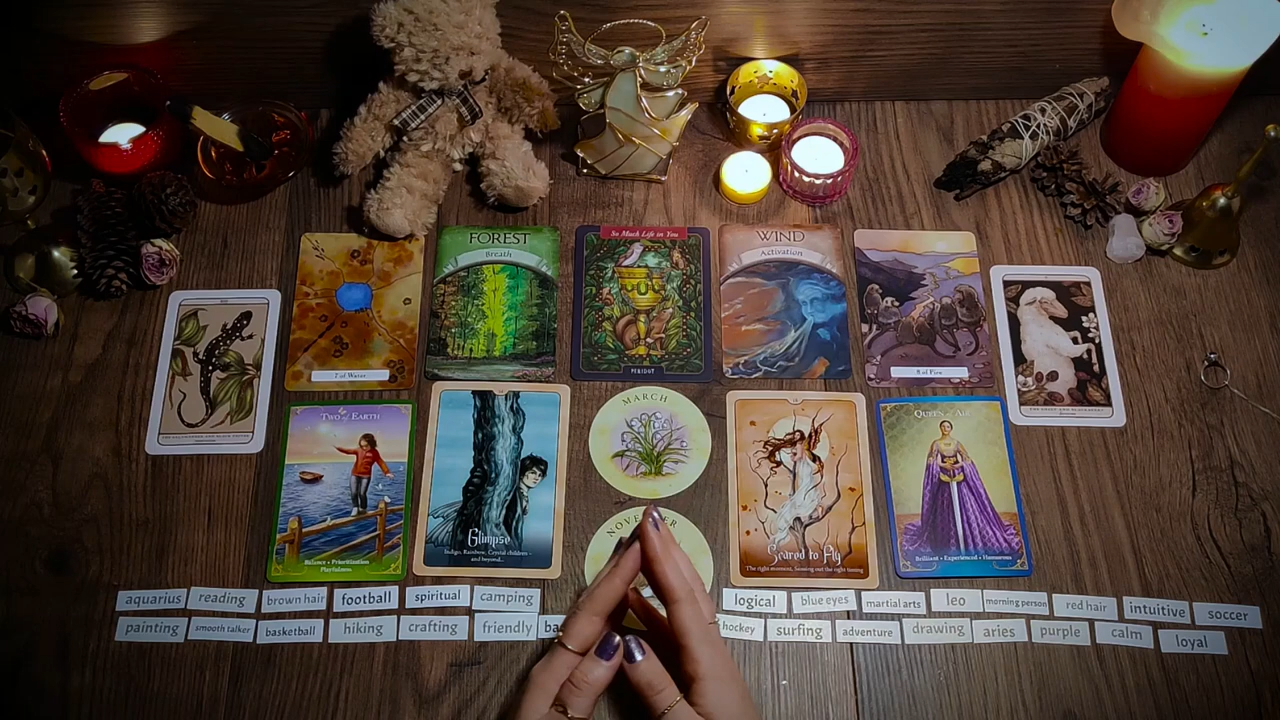 So Much Life in You
FOREST
Breath
WIND
Activation
PERIDOT
7 of Water
8 of Fire
TWO of EARTH
Balance • Prioritization
Playfulness
Glimpse
Indigo, Rainbow, Crystal children –
and beyond...
MARCH
Scared to Fly
The right moment, Seeking out the right timing
QUEEN of AIR
Brilliant • Experienced • Humorous
aquarius
reading
brown hair
football
spiritual
camping
logical
blue eyes
martial arts
leo
morning person
red hair
intuitive
soccer
painting
smooth talker
basketball
hiking
crafting
friendly
hockey
surfing
adventure
drawing
aries
purple
calm
loyal